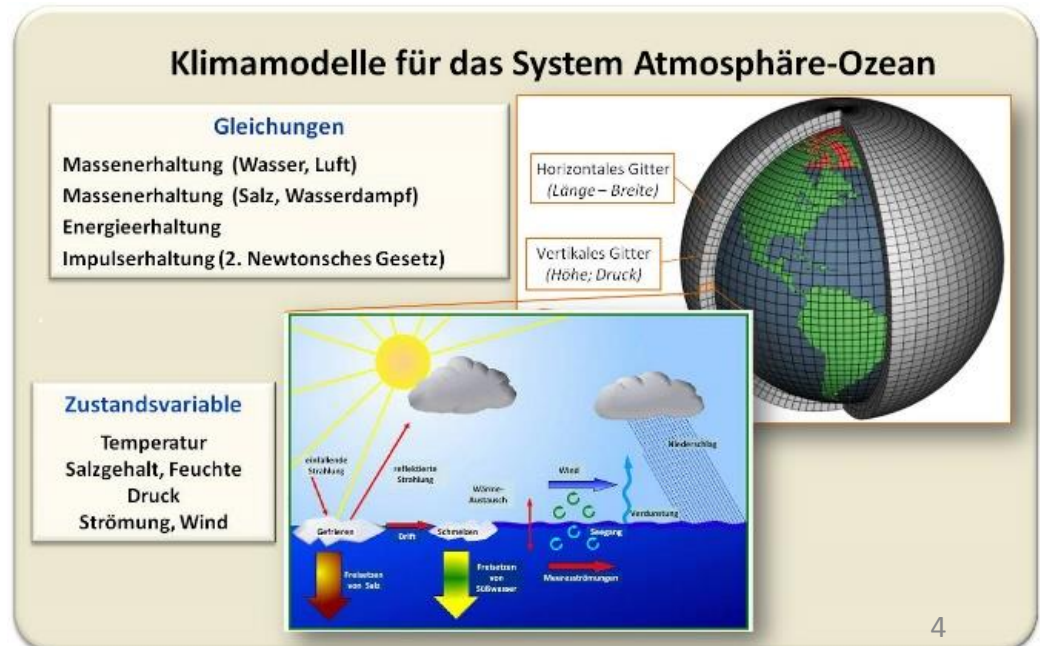 Klimamodelle für das System Atmosphäre-Ozean
Gleichungen
Massenerhaltung (Wasser, Luft)
Massenerhaltung (Salz, Wasserdampf)
Energieerhaltung
Impulserhaltung (2. Newtonsches Gesetz)
Horizontales Gitter
(Länge – Breite)
Vertikales Gitter
(Höhe; Druck)
Zustandsvariable
Temperatur
Salzgehalt, Feuchte
Druck
Strömung, Wind
einfallende
Strahlung
reflektierte
Strahlung
Wärme-
Austausch
Wind
Niederschlag
Verdunstung
Gefrieren
Drift
Schmelzen
Seegang
Freisetzen
von Salz
Freisetzen
von
Süßwasser
Meeresströmungen
4